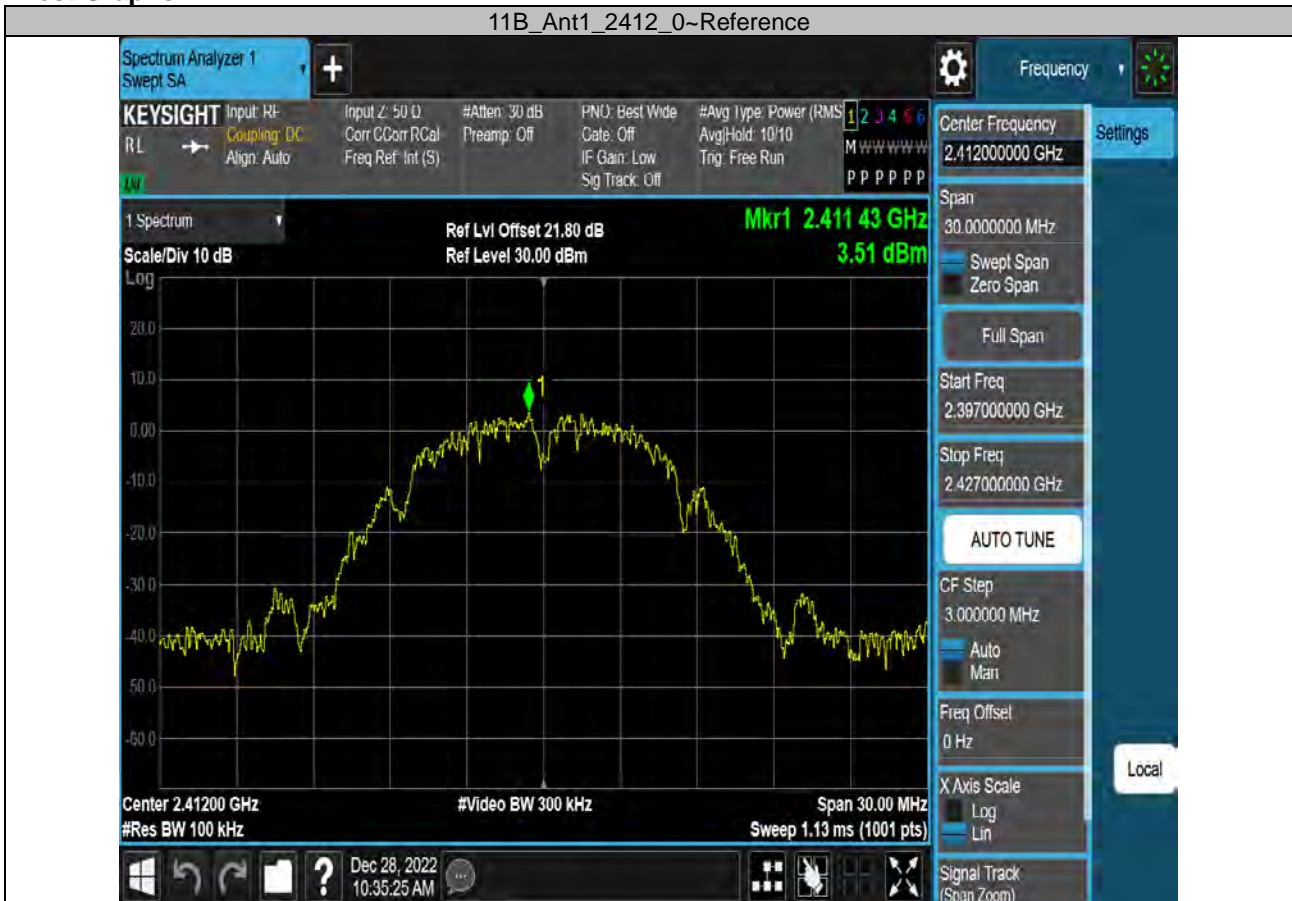 11B_Ant1_2412_0~Reference
Spectrum Analyzer 1
Swept SA
+
Frequency
KEYSIGHT
RL
Input: RF
Coupling: DC
Align: Auto
Input Z: 50 Ω
Corr CCorr RCal
Freq Ref: Int (S)
#Atten: 30 dB
Preamp: Off
PNO: Best Wide
Gate: Off
IF Gain: Low
Sig Track: Off
#Avg Type: Power (RMS
Avg|Hold: 10/10
Trig: Free Run
1 2 3 4 5 6
M W W W W W
P P P P P P
1 Spectrum
Scale/Div 10 dB
Ref Lvl Offset 21.80 dB
Ref Level 30.00 dBm
Mkr1 2.411 43 GHz
3.51 dBm
Log
20.0
10.0
0.00
-10.0
-20.0
-30.0
-40.0
-50.0
-60.0
1
Center 2.41200 GHz
#Res BW 100 kHz
#Video BW 300 kHz
Span 30.00 MHz
Sweep 1.13 ms (1001 pts)
Dec 28, 2022
10:35:25 AM
?
Center Frequency
2.412000000 GHz
Settings
Span
30.0000000 MHz
Swept Span
Zero Span
Full Span
Start Freq
2.397000000 GHz
Stop Freq
2.427000000 GHz
AUTO TUNE
CF Step
3.000000 MHz
Auto
Man
Freq Offset
0 Hz
X Axis Scale
Log
Lin
Local
Signal Track
(Span Zoom)